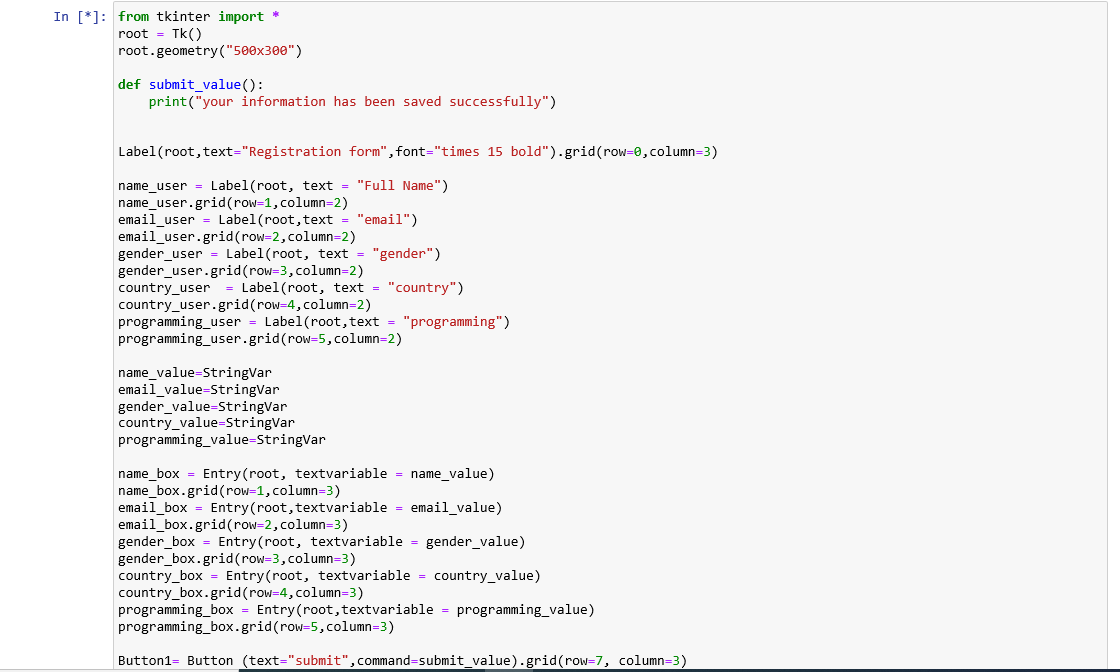 In [*]: from tkinter import *
root = Tk()
root.geometry("500x300")
def submit_value():
    print("your information has been saved successfully")
Label(root,text="Registration form",font="times 15 bold").grid(row=0,column=3)
name_user = Label(root, text = "Full Name")
name_user.grid(row=1,column=2)
email_user = Label(root,text = "email")
email_user.grid(row=2,column=2)
gender_user = Label(root, text = "gender")
gender_user.grid(row=3,column=2)
country_user  = Label(root, text = "country")
country_user.grid(row=4,column=2)
programming_user = Label(root,text = "programming")
programming_user.grid(row=5,column=2)
name_value=StringVar
email_value=StringVar
gender_value=StringVar
country_value=StringVar
programming_value=StringVar
name_box = Entry(root, textvariable = name_value)
name_box.grid(row=1,column=3)
email_box = Entry(root,textvariable = email_value)
email_box.grid(row=2,column=3)
gender_box = Entry(root, textvariable = gender_value)
gender_box.grid(row=3,column=3)
country_box = Entry(root, textvariable = country_value)
country_box.grid(row=4,column=3)
programming_box = Entry(root,textvariable = programming_value)
programming_box.grid(row=5,column=3)
Button1= Button (text="submit",command=submit_value).grid(row=7, column=3)